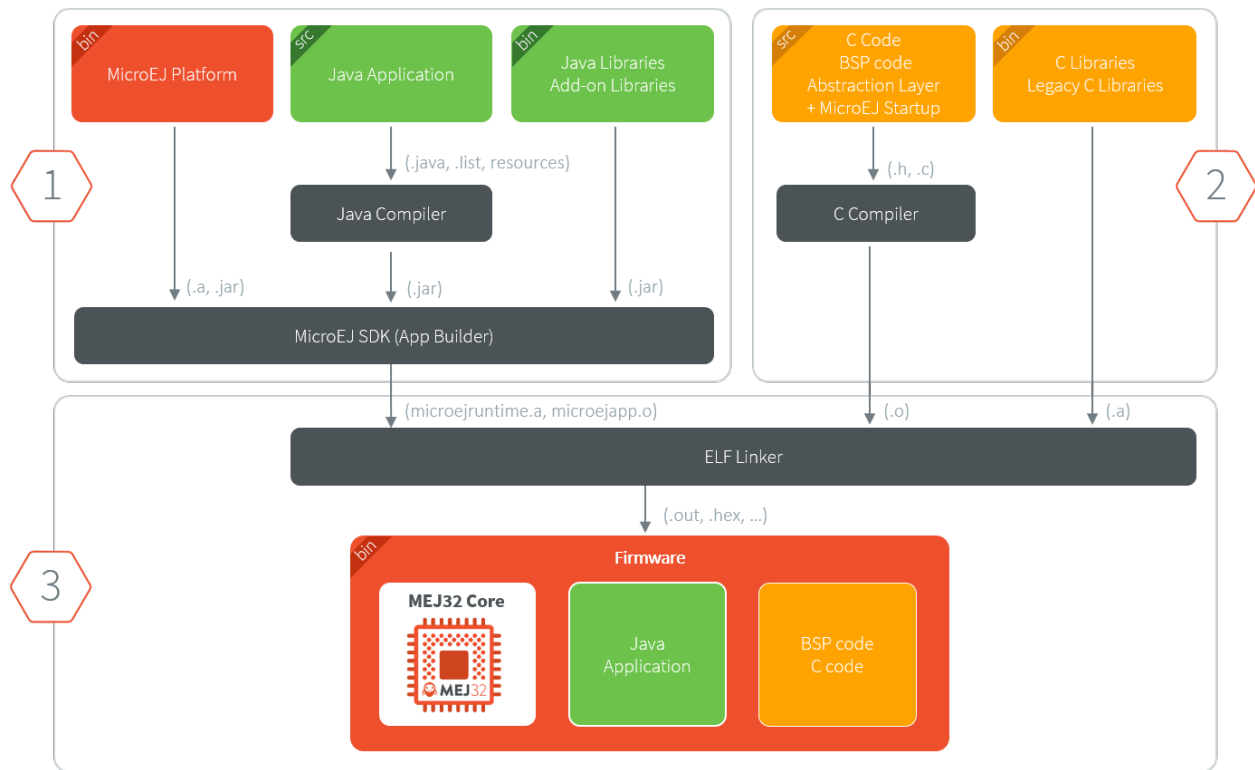 bin
MicroEJ Platform
src
Java Application
bin
Java Libraries
Add-on Libraries
src
C Code
BSP code
Abstraction Layer
+ MicroEJ Startup
bin
C Libraries
Legacy C Libraries
1
(.java, .list, resources)
Java Compiler
(.a, .jar)
(.jar)
(.jar)
MicroEJ SDK (App Builder)
2
(.h, .c)
C Compiler
3
(microejruntime.a, microejapp.o)
(.o)
(.a)
ELF Linker
(.out, .hex, ...)
bin
Firmware
MEJ32 Core
MEJ32
Java
Application
BSP code
C code